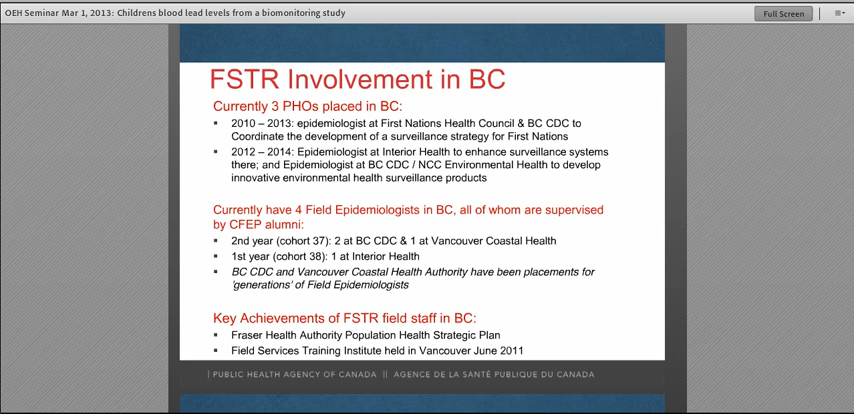 OEH Seminar Mar 1, 2013: Childrens blood lead levels from a biomonitoring study
Full Screen
FSTR Involvement in BC
Currently 3 PHOs placed in BC:
▪ 2010 – 2013: epidemiologist at First Nations Health Council & BC CDC to
Coordinate the development of a surveillance strategy for First Nations
▪ 2012 – 2014: Epidemiologist at Interior Health to enhance surveillance systems
there; and Epidemiologist at BC CDC / NCC Environmental Health to develop
innovative environmental health surveillance products
Currently have 4 Field Epidemiologists in BC, all of whom are supervised
by CFEP alumni:
▪ 2nd year (cohort 37): 2 at BC CDC & 1 at Vancouver Coastal Health
▪ 1st year (cohort 38): 1 at Interior Health
▪ BC CDC and Vancouver Coastal Health Authority have been placements for
'generations' of Field Epidemiologists
Key Achievements of FSTR field staff in BC:
▪ Fraser Health Authority Population Health Strategic Plan
▪ Field Services Training Institute held in Vancouver June 2011
| PUBLIC HEALTH AGENCY OF CANADA || AGENCE DE LA SANTÉ PUBLIQUE DU CANADA